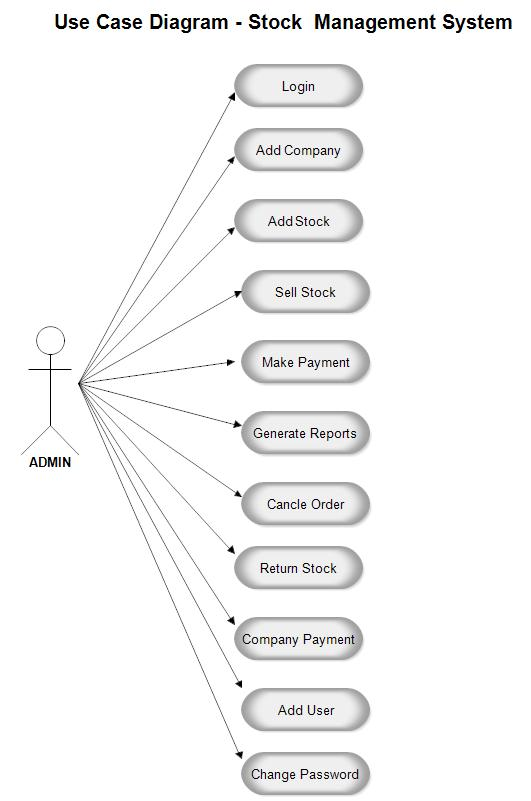 Use Case Diagram - Stock Management System
Login
Add Company
Add Stock
Sell Stock
Make Payment
Generate Reports
Cancle Order
Return Stock
Company Payment
Add User
Change Password
ADMIN